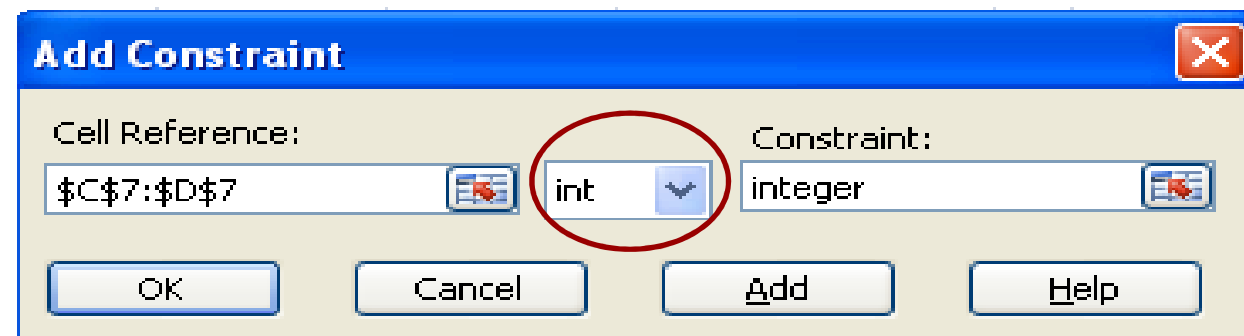 Add Constraint
Cell Reference: Constraint:
$C$7:$D$7 int integer
OK Cancel Add Help